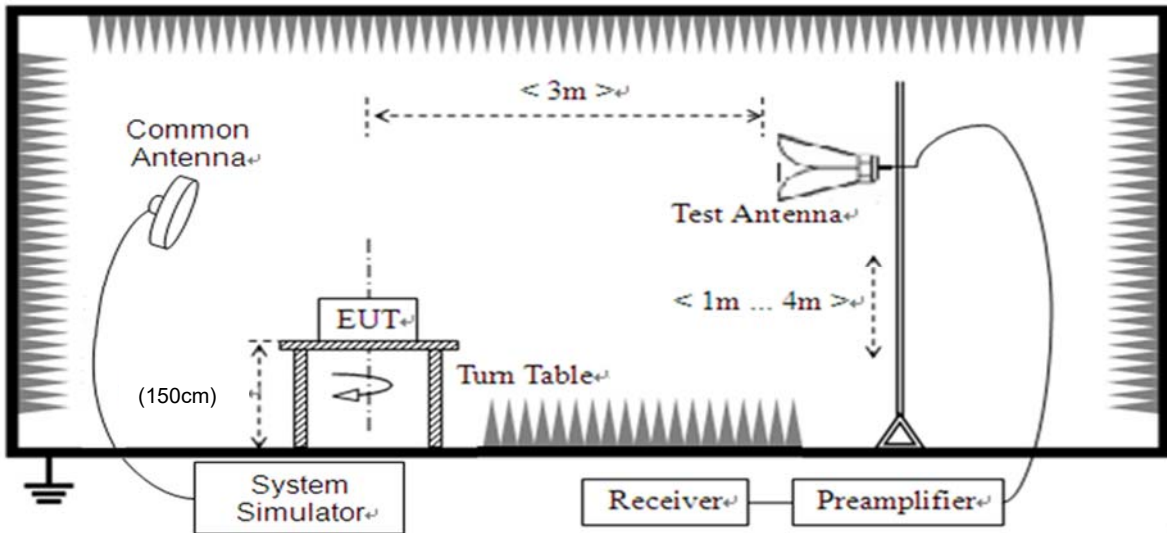 < 3m >↵
Common
Antenna↵
Test Antenna↵
< 1m ... 4m >↵
EUT↵
Turn Table↵
(150cm)
System
Simulator↵
Receiver↵
Preamplifier↵